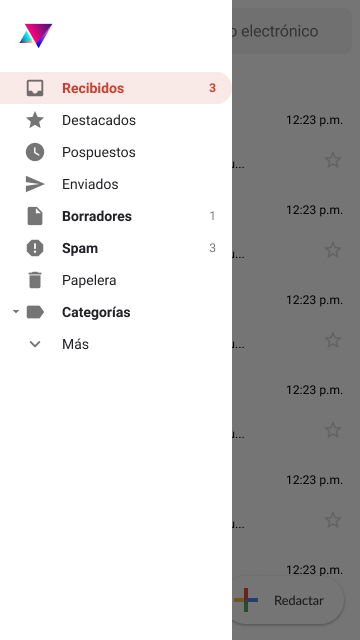 o electrónico
Recibidos 3
12:23 p.m.
Destacados
Pospuestos
u...
Enviados
Borradores 1
12:23 p.m.
Spam 3
u...
Papelera
12:23 p.m.
Categorías
Más
u...
12:23 p.m.
u...
12:23 p.m.
u...
12:23 p.m.
Redactar